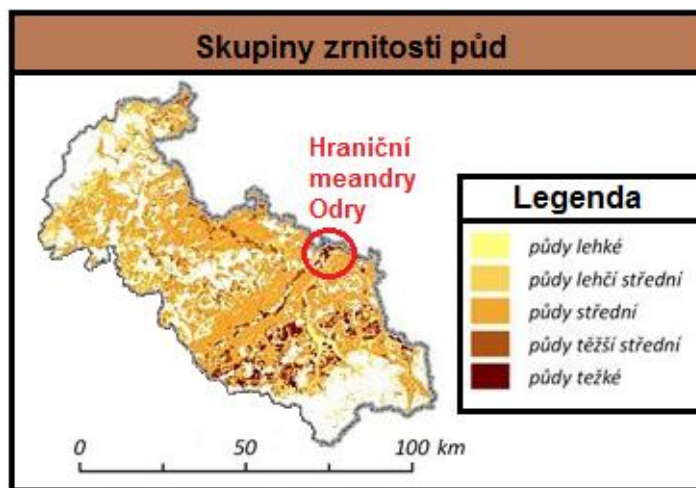 Skupiny zrnitosti půd
Hraniční
meandry
Odry
Legenda
půdy lehké
půdy lehčí střední
půdy střední
půdy těžší střední
půdy težké
0 50 100 km